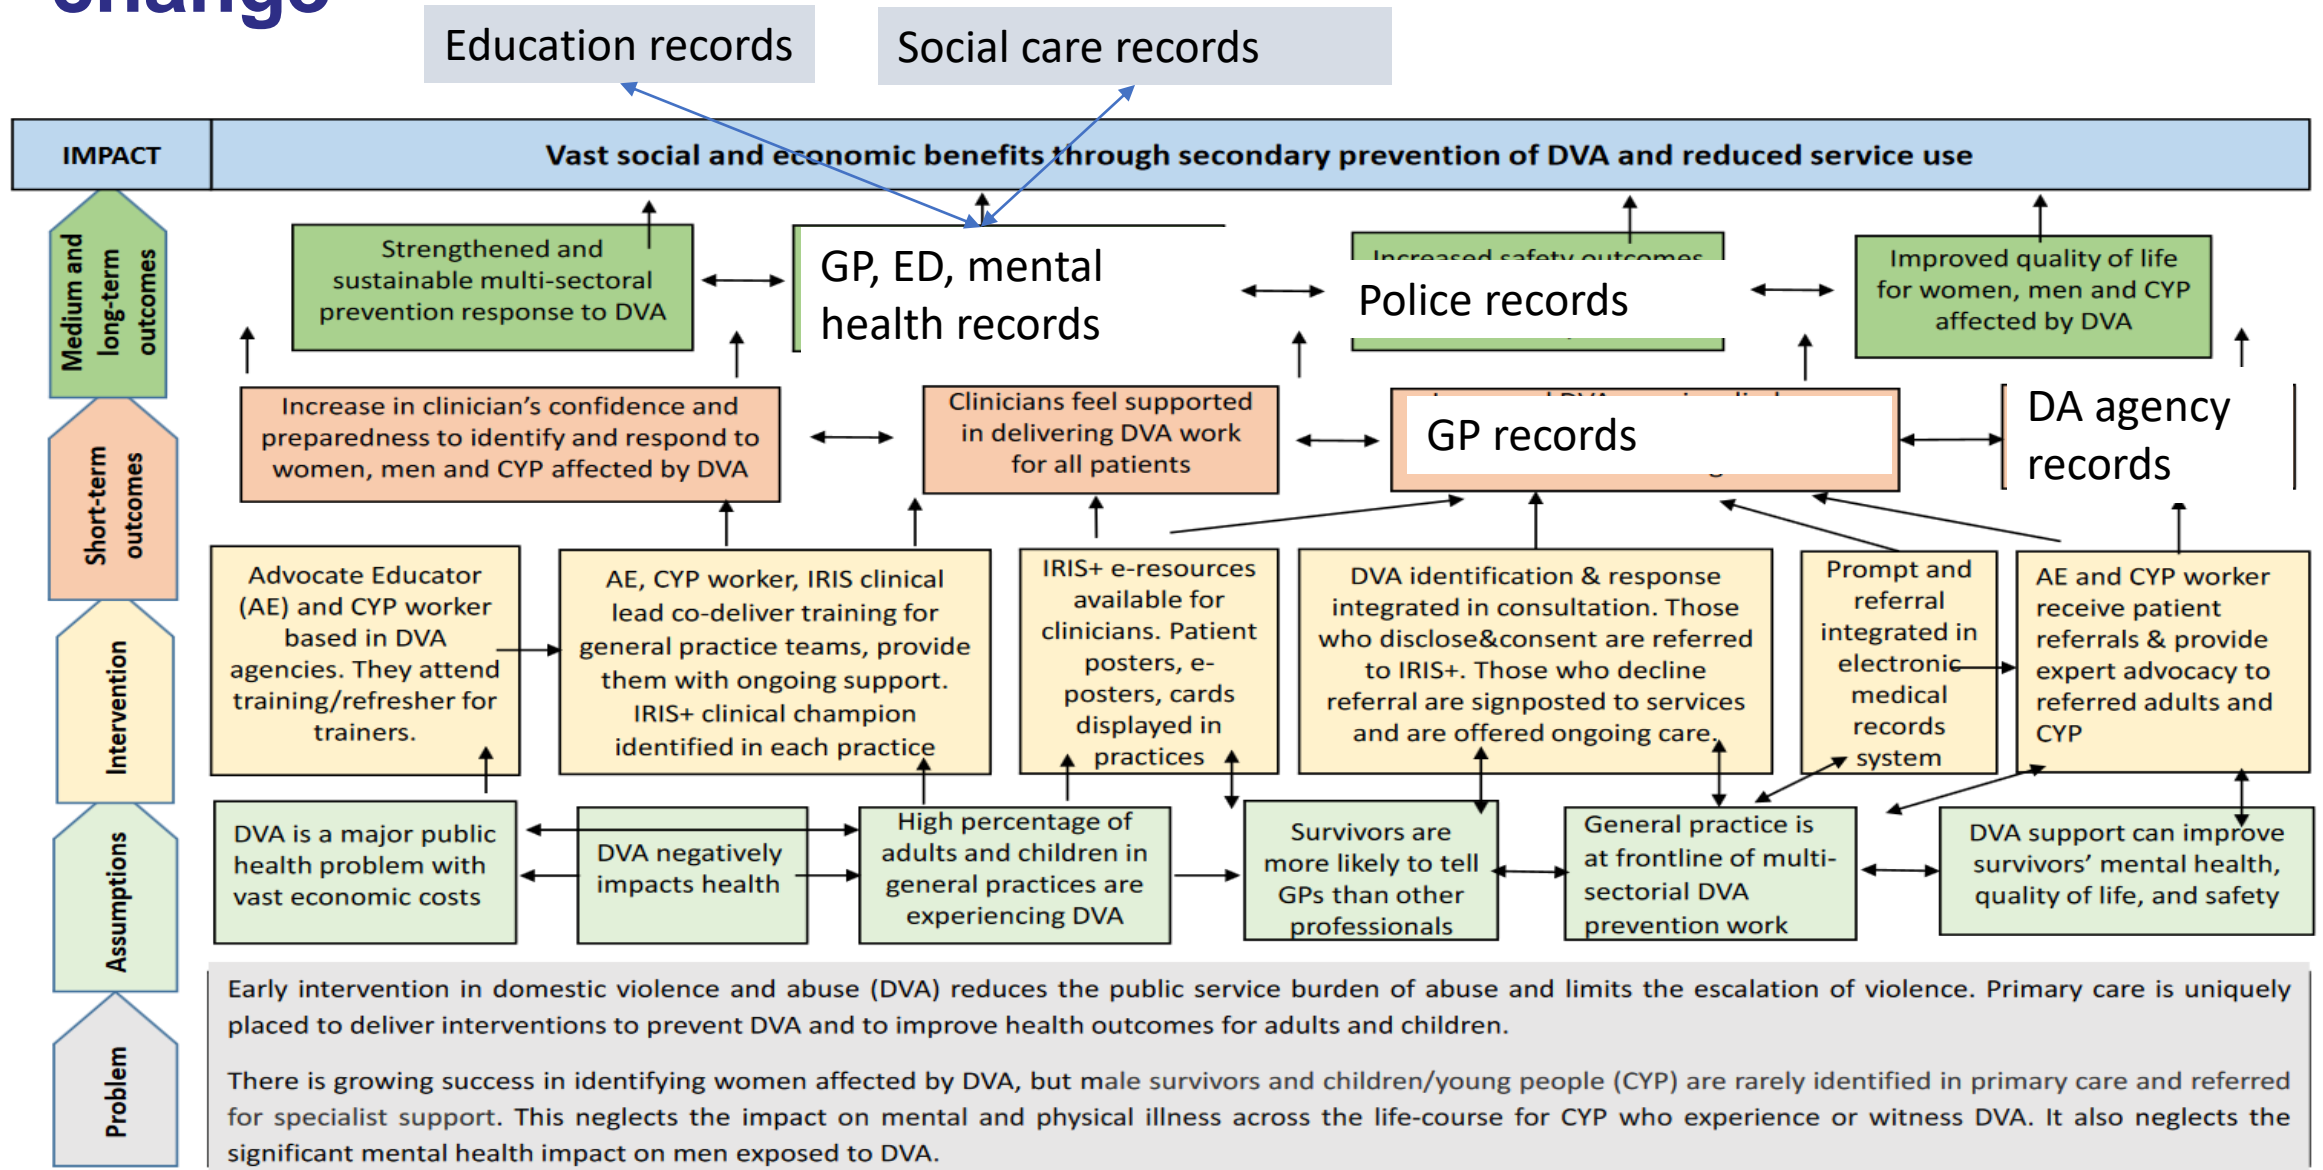 change
Education records
Social care records
IMPACT
Vast social and economic benefits through secondary prevention of DVA and reduced service use
Medium and
long-term
outcomes
Strengthened and
sustainable multi-sectoral
prevention response to DVA
GP, ED, mental
health records
Increased safety outcomes
Police records
Improved quality of life
for women, men and CYP
affected by DVA
Short-term
outcomes
Increase in clinician's confidence and
preparedness to identify and respond to
women, men and CYP affected by DVA
Clinicians feel supported
in delivering DVA work
for all patients
GP records
DA agency
records
Intervention
Advocate Educator
(AE) and CYP worker
based in DVA
agencies. They attend
training/refresher for
trainers.
AE, CYP worker, IRIS clinical
lead co-deliver training for
general practice teams, provide
them with ongoing support.
IRIS+ clinical champion
identified in each practice
IRIS+ e-resources
available for
clinicians. Patient
posters, e-
posters, cards
displayed in
practices
DVA identification & response
integrated in consultation. Those
who disclose&consent are referred
to IRIS+. Those who decline
referral are signposted to services
and are offered ongoing care.
Prompt and
referral
integrated in
electronic
medical
records
system
AE and CYP worker
receive patient
referrals & provide
expert advocacy to
referred adults and
CYP
Assumptions
DVA is a major public
health problem with
vast economic costs
DVA negatively
impacts health
High percentage of
adults and children in
general practices are
experiencing DVA
Survivors are
more likely to tell
GPs than other
professionals
General practice is
at frontline of multi-
sectorial DVA
prevention work
DVA support can improve
survivors' mental health,
quality of life, and safety
Problem
Early intervention in domestic violence and abuse (DVA) reduces the public service burden of abuse and limits the escalation of violence. Primary care is uniquely
placed to deliver interventions to prevent DVA and to improve health outcomes for adults and children.
There is growing success in identifying women affected by DVA, but male survivors and children/young people (CYP) are rarely identified in primary care and referred
for specialist support. This neglects the impact on mental and physical illness across the life-course for CYP who experience or witness DVA. It also neglects the
significant mental health impact on men exposed to DVA.